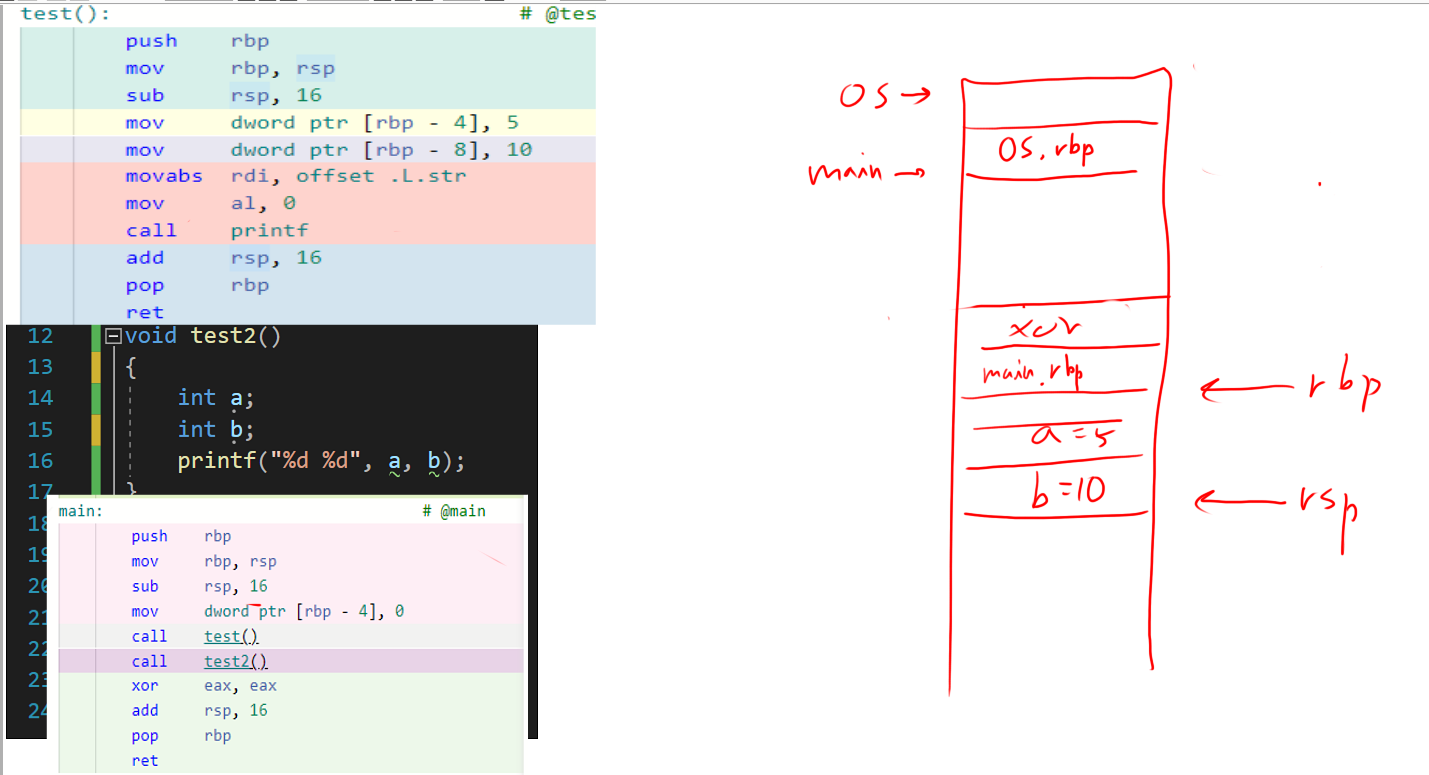 test():                # @tes
push rbp
mov rbp, rsp
sub rsp, 16
mov dword ptr [rbp - 4], 5
mov dword ptr [rbp - 8], 10
movabs rdi, offset .L.str
mov al, 0
call printf
add rsp, 16
pop rbp
ret
12 void test2()
13 {
14 int a;
15 int b;
16 printf("%d %d", a, b);
17 }
18
19
20
21
22
23
24
main:                # @main
push rbp
mov rbp, rsp
sub rsp, 16
mov dword ptr [rbp - 4], 0
call test()
call test2()
xor eax, eax
add rsp, 16
pop rbp
ret
OS →
OS.rbp
main →
xor
main.rbp
← rbp
a=5
b=10
← rsp